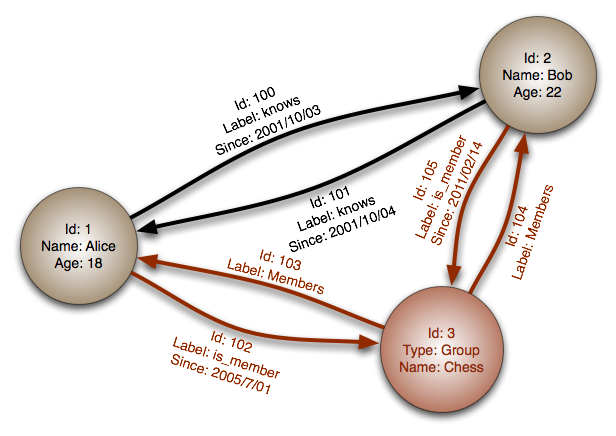 Id: 2
Name: Bob
Age: 22
Id: 100
Label: knows
Since: 2001/10/03
Id: 101
Label: knows
Since: 2001/10/04
Id: 105
Label: is_member
Since: 2011/02/14
Id: 104
Label: Members
Id: 1
Name: Alice
Age: 18
Id: 103
Label: Members
Id: 102
Label: is_member
Since: 2005/7/01
Id: 3
Type: Group
Name: Chess